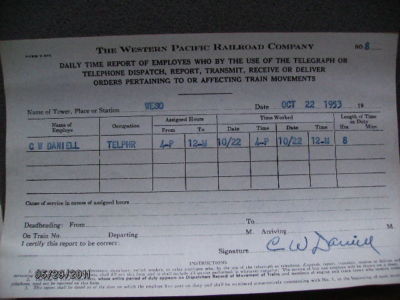 THE WESTERN PACIFIC RAILROAD COMPANY NO. 8
DAILY TIME REPORT OF EMPLOYES WHO BY THE USE OF THE TELEGRAPH OR
TELEPHONE DISPATCH, REPORT, TRANSMIT, RECEIVE OR DELIVER
ORDERS PERTAINING TO OR AFFECTING TRAIN MOVEMENTS
Name of Tower, Place or Station WESO Date OCT 22 1953 19
Name of Employe Occupation Assigned Hours Time Worked Length of Time on Duty
From To Date Time Date Time Hrs Mins
C W DANIELL TELPHR 4-P 12-M 10/22 4-P 10/22 12-M 8
Cause of service in excess of assigned hours
Deadheading: From To
On Train No. Departing M. Arriving M
I certify this report to be correct:
Signature C W Daniell
INSTRUCTIONS
05/29/2011